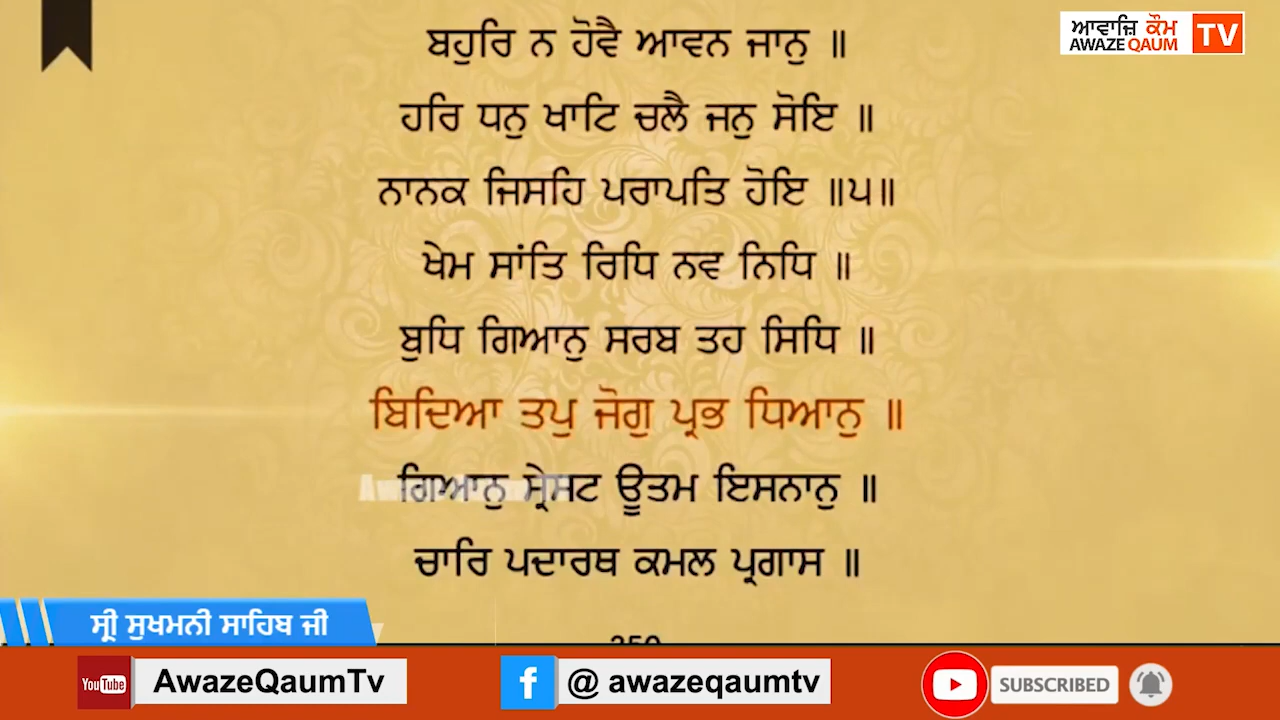 ਆਵਾਜ਼ਿ ਕੌਮ
AWAZE QAUM TV
ਬਹੁਰਿ ਨ ਹੋਵੈ ਆਵਨ ਜਾਨੁ ॥
ਹਰਿ ਧਨੁ ਖਾਟਿ ਚਲੈ ਜਨੁ ਸੋਇ ॥
ਨਾਨਕ ਜਿਸਹਿ ਪਰਾਪਤਿ ਹੋਇ ॥੫॥
ਖੇਮ ਸਾਂਤਿ ਰਿਧਿ ਨਵ ਨਿਧਿ ॥
ਬੁਧਿ ਗਿਆਨੁ ਸਰਬ ਤਹ ਸਿਧਿ ॥
ਬਿਦਿਆ ਤਪੁ ਜੋਗੁ ਪ੍ਰਭ ਧਿਆਨੁ ॥
ਗਿਆਨੁ ਸ੍ਰੇਸਟ ਊਤਮ ਇਸਨਾਨੁ ॥
ਚਾਰਿ ਪਦਾਰਥ ਕਮਲ ਪ੍ਰਗਾਸ ॥
ਸ੍ਰੀ ਸੁਖਮਨੀ ਸਾਹਿਬ ਜੀ
YouTube AwazeQaumTv
f @ awazeqaumtv
SUBSCRIBED